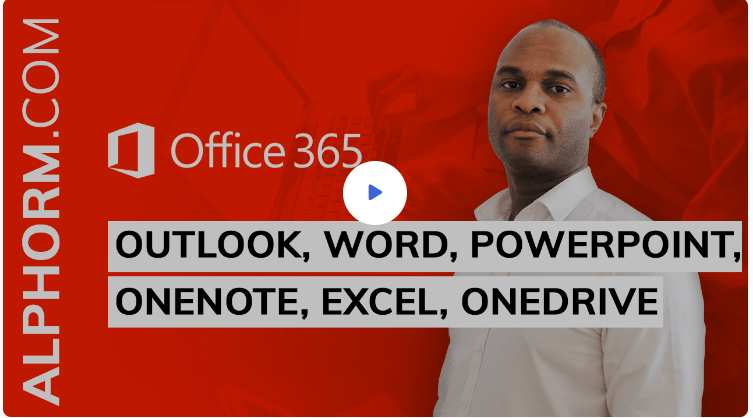 ALPHORM.COM
Office 365
OUTLOOK, WORD, POWERPOINT,
ONENOTE, EXCEL, ONEDRIVE